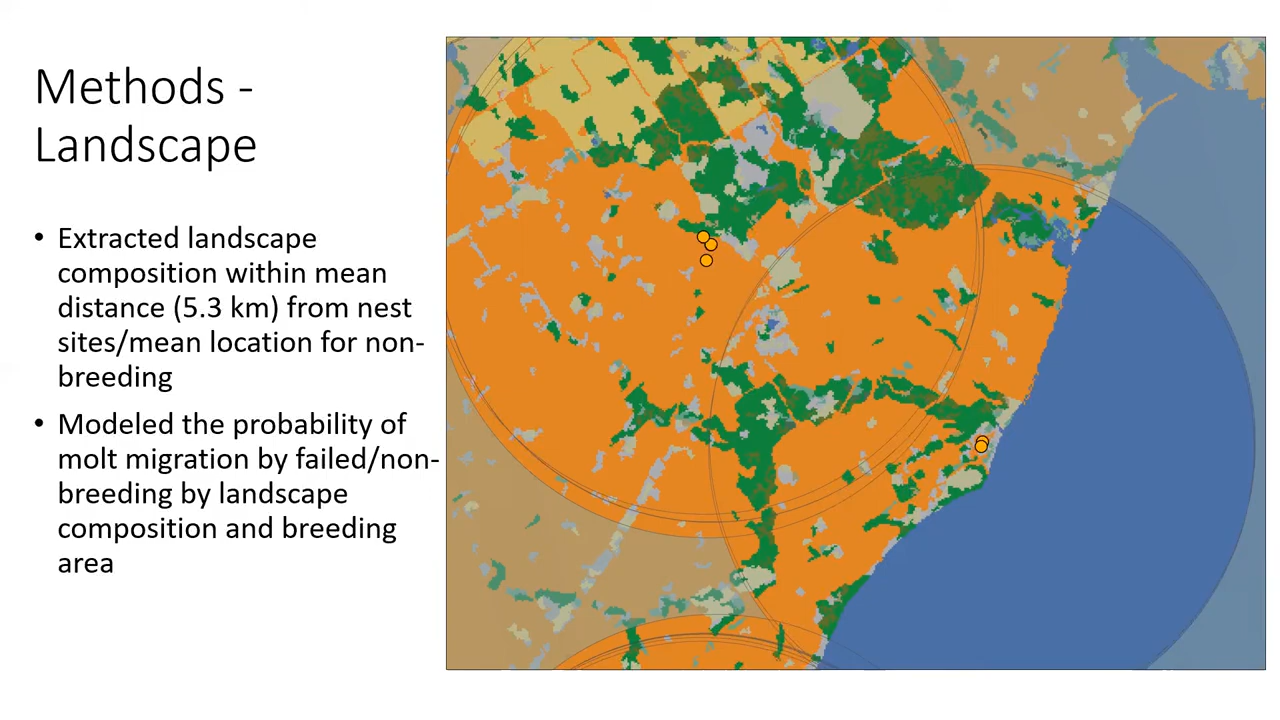 Methods -
Landscape
• Extracted landscape
composition within mean
distance (5.3 km) from nest
sites/mean location for non-
breeding
• Modeled the probability of
molt migration by failed/non-
breeding by landscape
composition and breeding
area